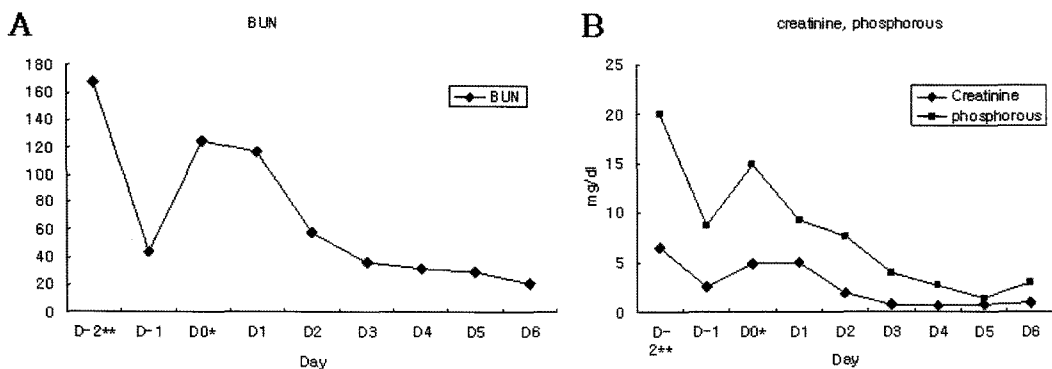 A
BUN
180
160
140
120
100
80
60
40
20
0
BUN
D-2**
D-1
D0*
D1
D2
D3
D4
D5
D6
Day
B
creatinine, phosphorous
25
20
15
10
5
0
mg/dl
Creatinine
phosphorous
D-
2**
D-1
D0*
D1
D2
D3
D4
D5
D6
Day